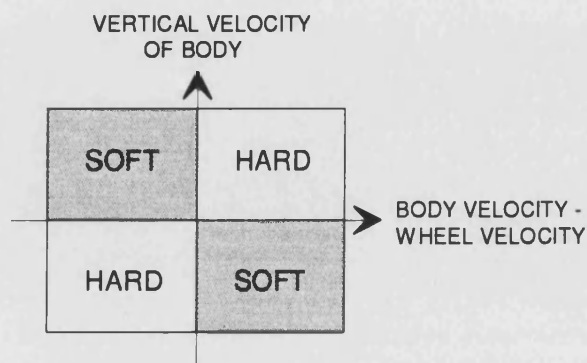 VERTICAL VELOCITY
OF BODY
SOFT
HARD
BODY VELOCITY -
WHEEL VELOCITY
HARD
SOFT